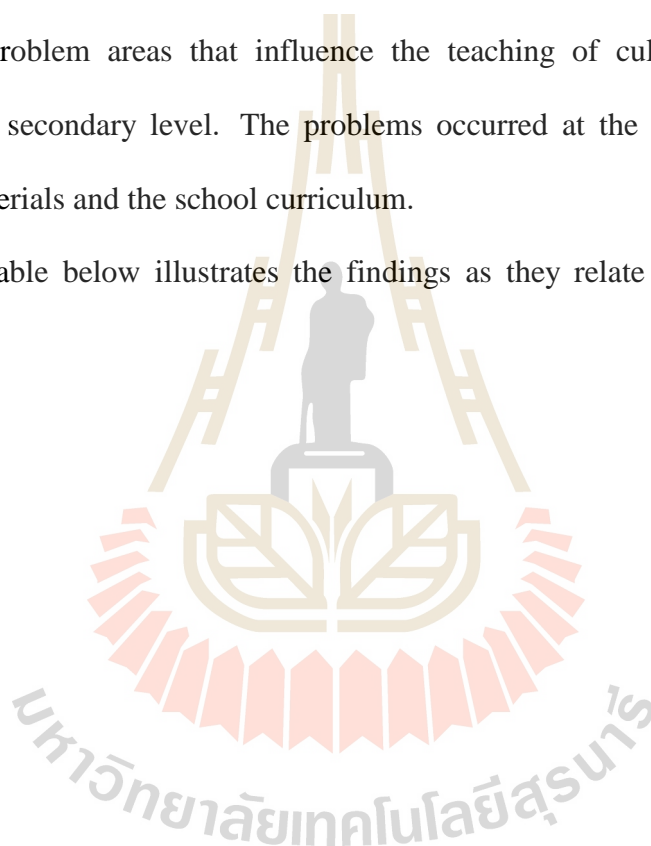 roblem areas that influence the teaching of cul
secondary level. The problems occurred at the
erials and the school curriculum.
able below illustrates the findings as they relate
มหาวิทยาลัยเทคโนโลยีสุรนารี